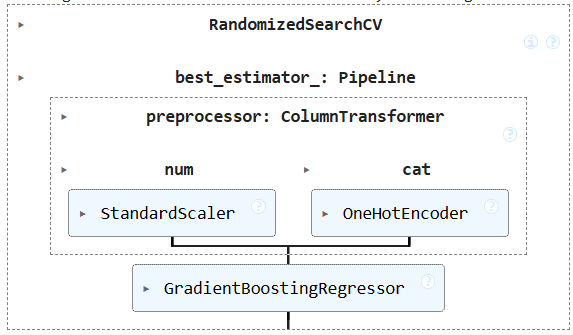 RandomizedSearchCV
best_estimator_: Pipeline
preprocessor: ColumnTransformer
num
cat
StandardScaler
OneHotEncoder
GradientBoostingRegressor